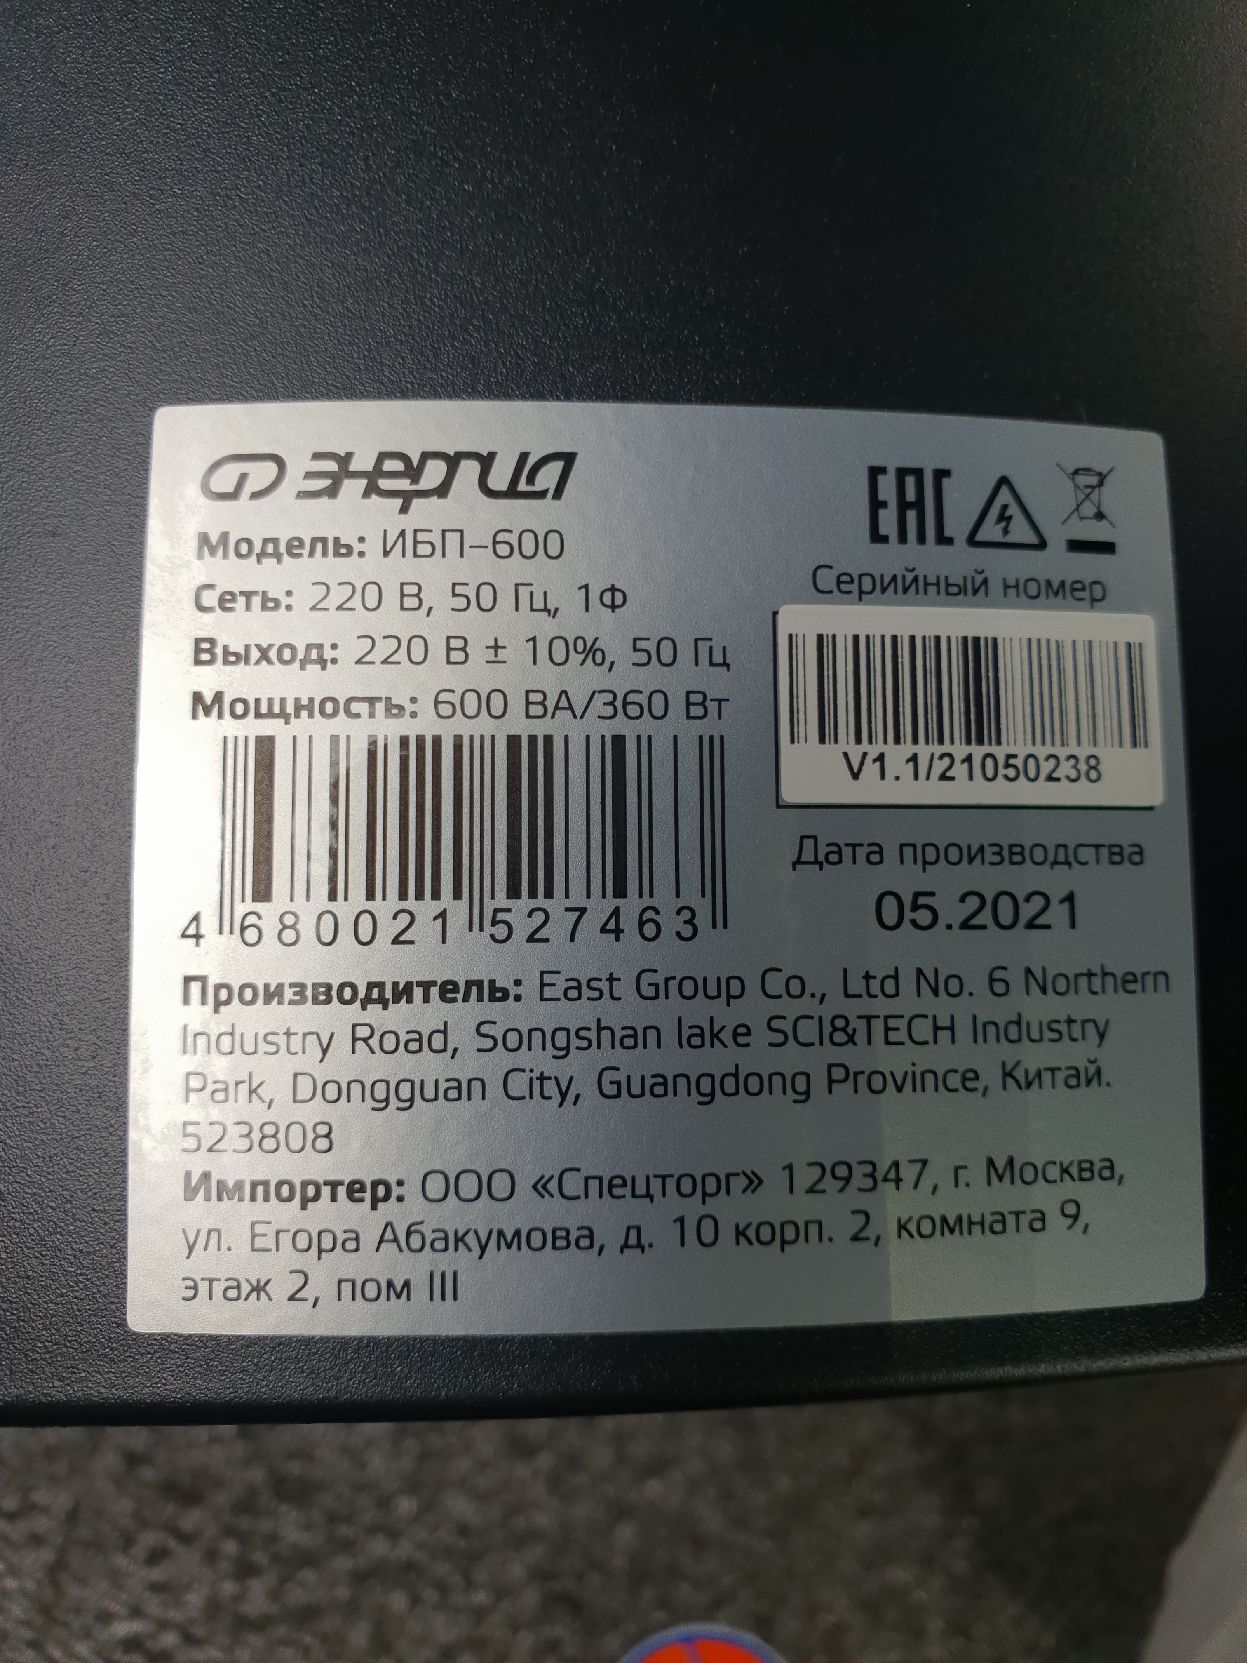 энергия
Модель: ИБП-600
Сеть: 220 В, 50 Гц, 1Ф
Выход: 220 В ± 10%, 50 Гц
Мощность: 600 ВА/360 Вт
4 680021 527463
EAC
Серийный номер
V1.1/21050238
Дата производства
05.2021
Производитель: East Group Co., Ltd No. 6 Northern
Industry Road, Songshan lake SCI&TECH Industry
Park, Dongguan City, Guangdong Province, Китай.
523808
Импортер: ООО «Спецторг» 129347, г. Москва,
ул. Егора Абакумова, д. 10 корп. 2, комната 9,
этаж 2, пом III